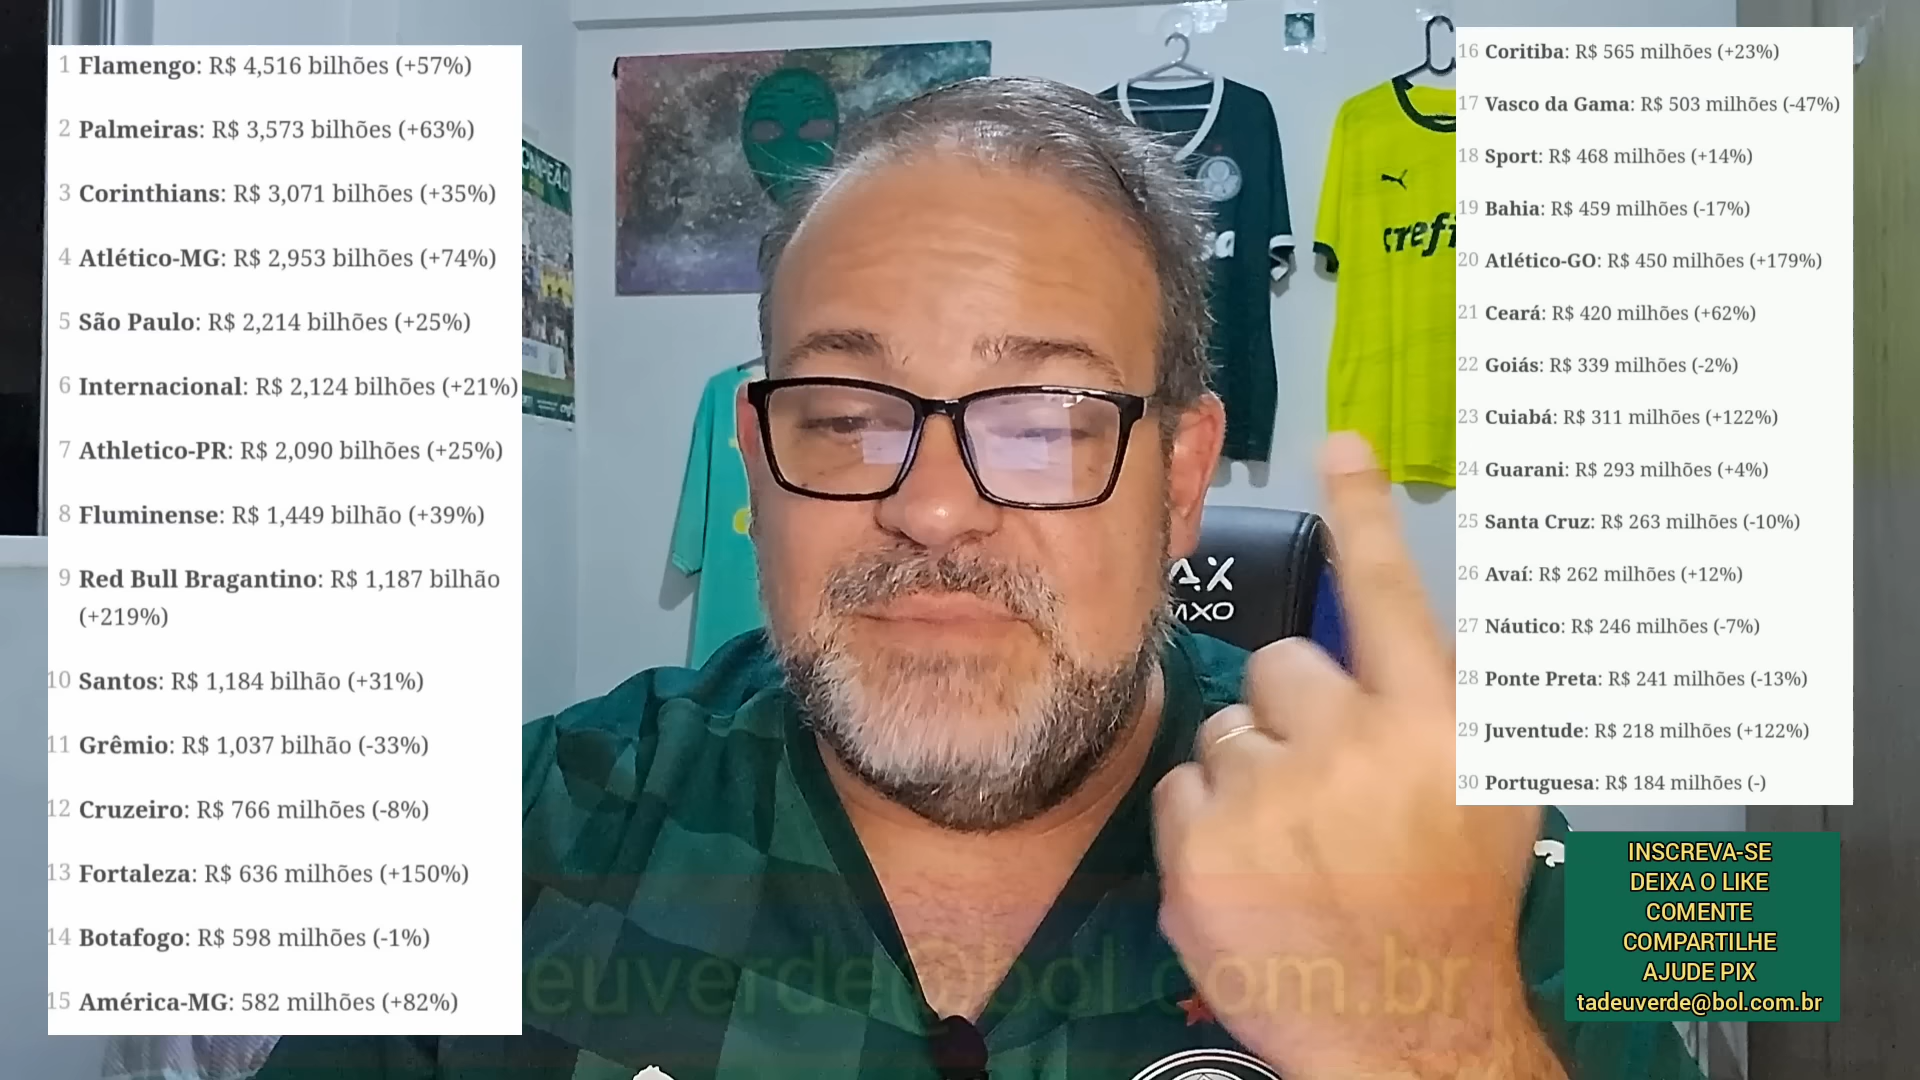 1 Flamengo: R$ 4,516 bilhões (+57%)
2 Palmeiras: R$ 3,573 bilhões (+63%)
3 Corinthians: R$ 3,071 bilhões (+35%)
4 Atlético-MG: R$ 2,953 bilhões (+74%)
5 São Paulo: R$ 2,214 bilhões (+25%)
6 Internacional: R$ 2,124 bilhões (+21%)
7 Athletico-PR: R$ 2,090 bilhões (+25%)
8 Fluminense: R$ 1,449 bilhão (+39%)
9 Red Bull Bragantino: R$ 1,187 bilhão
(+219%)
10 Santos: R$ 1,184 bilhão (+31%)
11 Grêmio: R$ 1,037 bilhão (-33%)
12 Cruzeiro: R$ 766 milhões (-8%)
13 Fortaleza: R$ 636 milhões (+150%)
14 Botafogo: R$ 598 milhões (-1%)
15 América-MG: 582 milhões (+82%)
CAMPEÃO
crefi
AX
MXO
euverde@bol.com.br
16 Coritiba: R$ 565 milhões (+23%)
17 Vasco da Gama: R$ 503 milhões (-47%)
18 Sport: R$ 468 milhões (+14%)
19 Bahia: R$ 459 milhões (-17%)
20 Atlético-GO: R$ 450 milhões (+179%)
21 Ceará: R$ 420 milhões (+62%)
22 Goiás: R$ 339 milhões (-2%)
23 Cuiabá: R$ 311 milhões (+122%)
24 Guarani: R$ 293 milhões (+4%)
25 Santa Cruz: R$ 263 milhões (-10%)
26 Avaí: R$ 262 milhões (+12%)
27 Náutico: R$ 246 milhões (-7%)
28 Ponte Preta: R$ 241 milhões (-13%)
29 Juventude: R$ 218 milhões (+122%)
30 Portuguesa: R$ 184 milhões (-)
INSCREVA-SE
DEIXA O LIKE
COMENTE
COMPARTILHE
AJUDE PIX
tadeuverde@bol.com.br